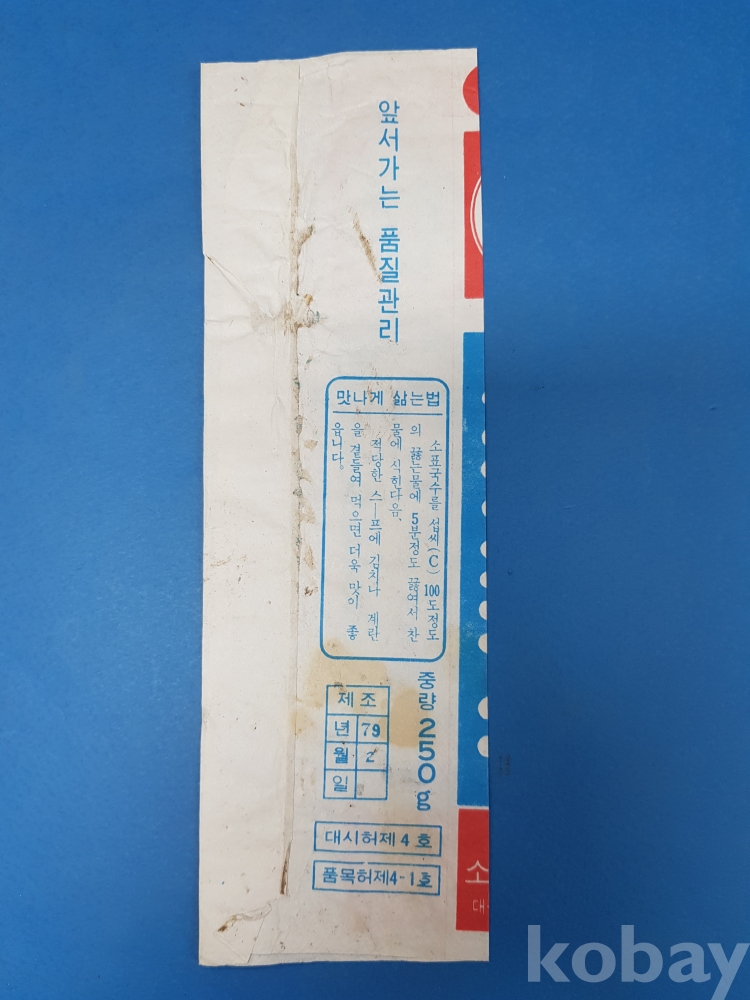 앞서가는 품질관리
맛나게 삶는법
소표국수를 섭씨(C) 100도정도
의 끓는물에 5분정도 끓여서 찬
물에 식힌다음,
적당한 스―프에 김치나 계란
을 곁들여 먹으면 더욱 맛이 좋
읍니다.
중량 250g
제조
년 79
월 2
일
대시허제 4 호
품목허제4-1호
소
대
kobay